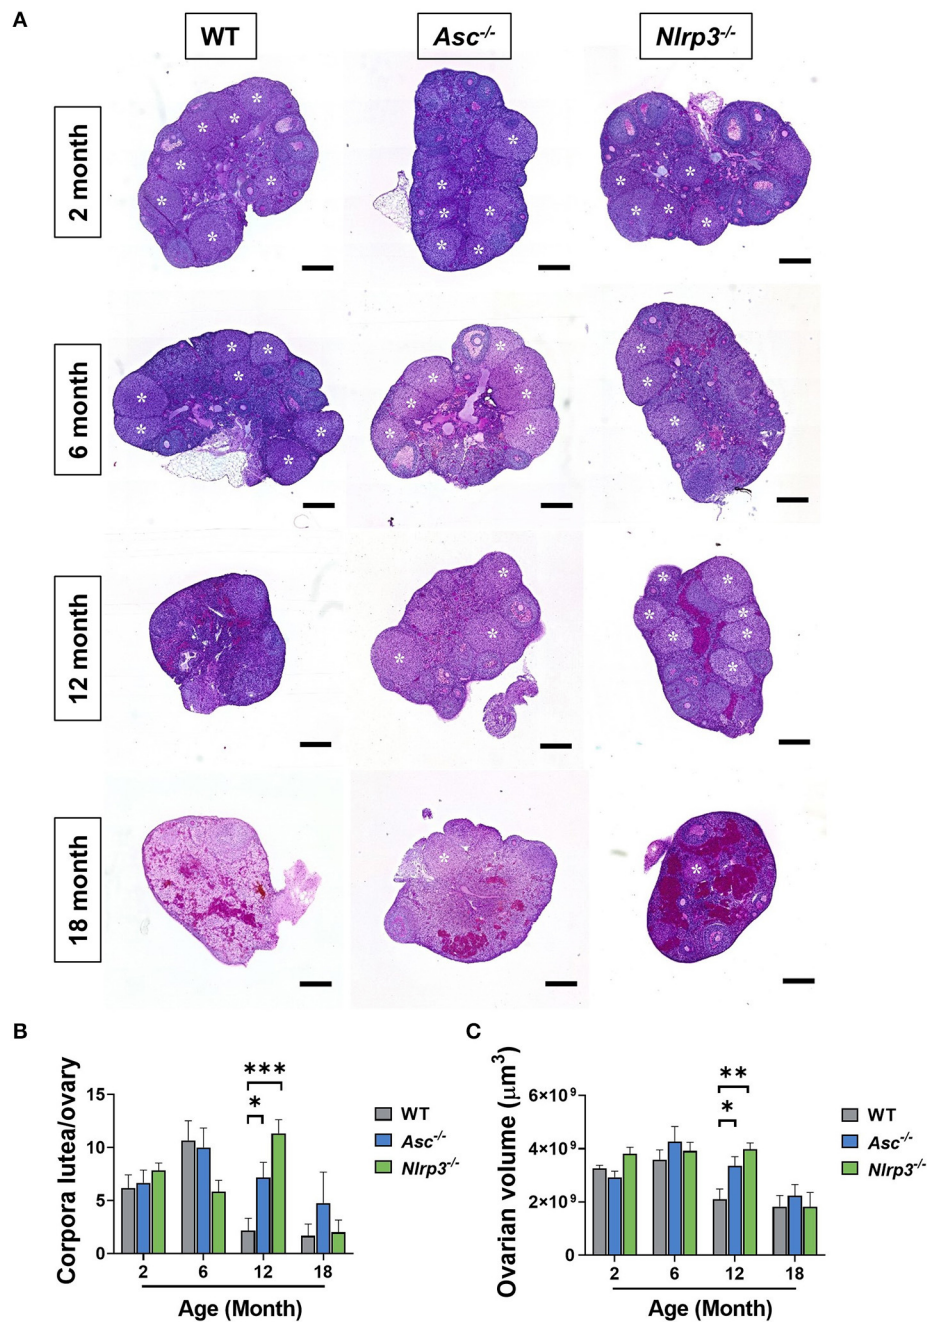 A
WT
Asc-/-
Nlrp3-/-
2 month
6 month
12 month
18 month
B
Corpora lutea/ovary
15
10
5
0
2 6 12 18
Age (Month)
*
***
WT
Asc-/-
Nlrp3-/-
C
Ovarian volume (μm³)
6×10⁹
4×10⁹
2×10⁹
0
2 6 12 18
Age (Month)
*
**
WT
Asc-/-
Nlrp3-/-